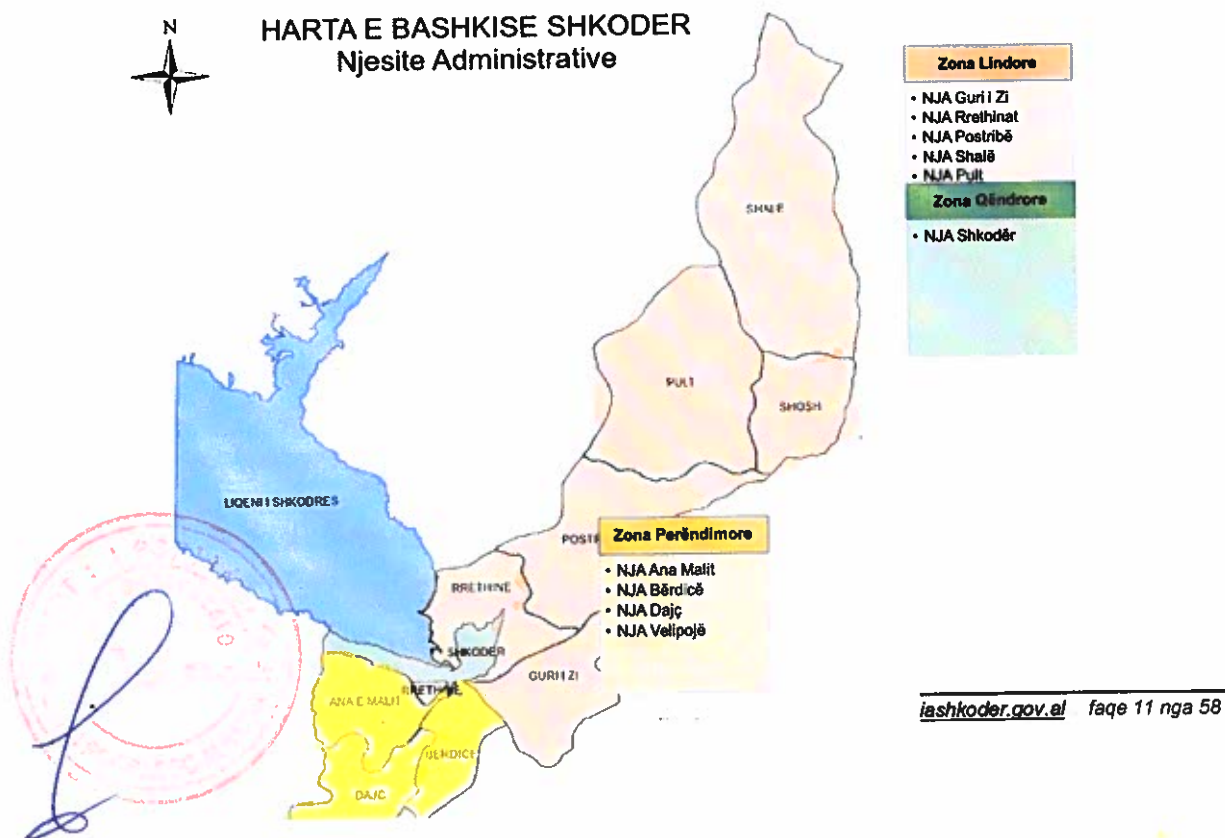 N
HARTA E BASHKISE SHKODER
Njesite Administrative
Zona Lindore
• NJA Guri i Zi
• NJA Rrethinat
• NJA Postribë
• NJA Shalë
• NJA Pult
Zona Qëndrore
• NJA Shkodër
SHALE
PULT
SHOSH
LIQENI I SHKODRES
POSTR
Zona Perëndimore
• NJA Ana Malit
• NJA Bërdicë
• NJA Dajç
• NJA Velipojë
RRETHINE
SHKODER
GURI I ZI
RRETHINE
ANA E MALIT
BERDICE
DAJÇ
iashkoder.gov.al faqe 11 nga 58